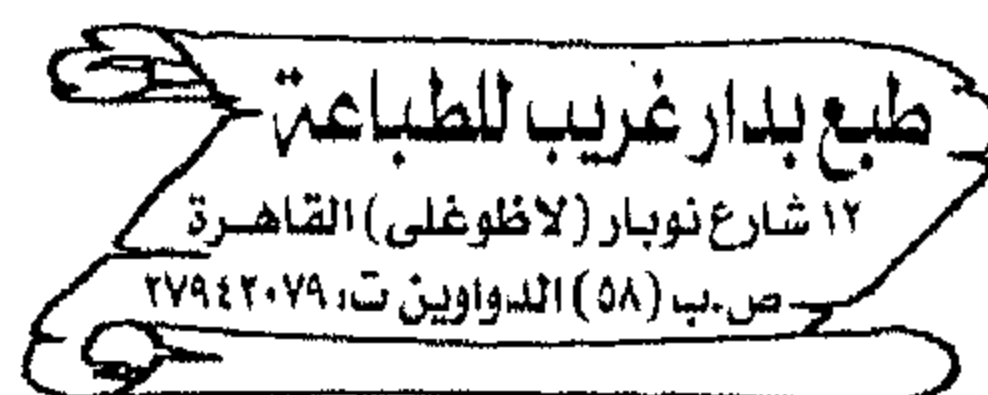 طبع بدار غريب للطباعة
١٢ شارع نوبار (لاظوغلى) القاهرة
ص.ب (٥٨) الدواوين ت: ٢٧٩٤٢٠٧٩